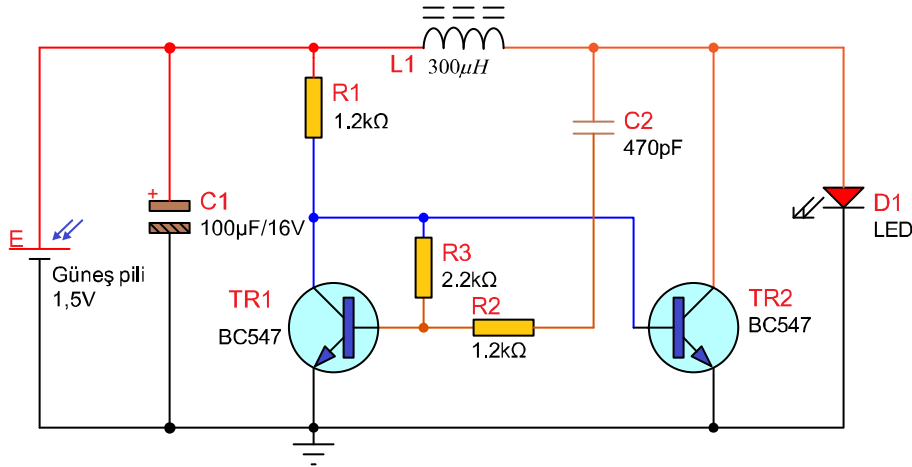 L1
300µH
R1
1.2kΩ
C2
470pF
+
C1
100µF/16V
D1
LED
E
Güneş pili
1,5V
R3
2.2kΩ
TR1
BC547
R2
1.2kΩ
TR2
BC547